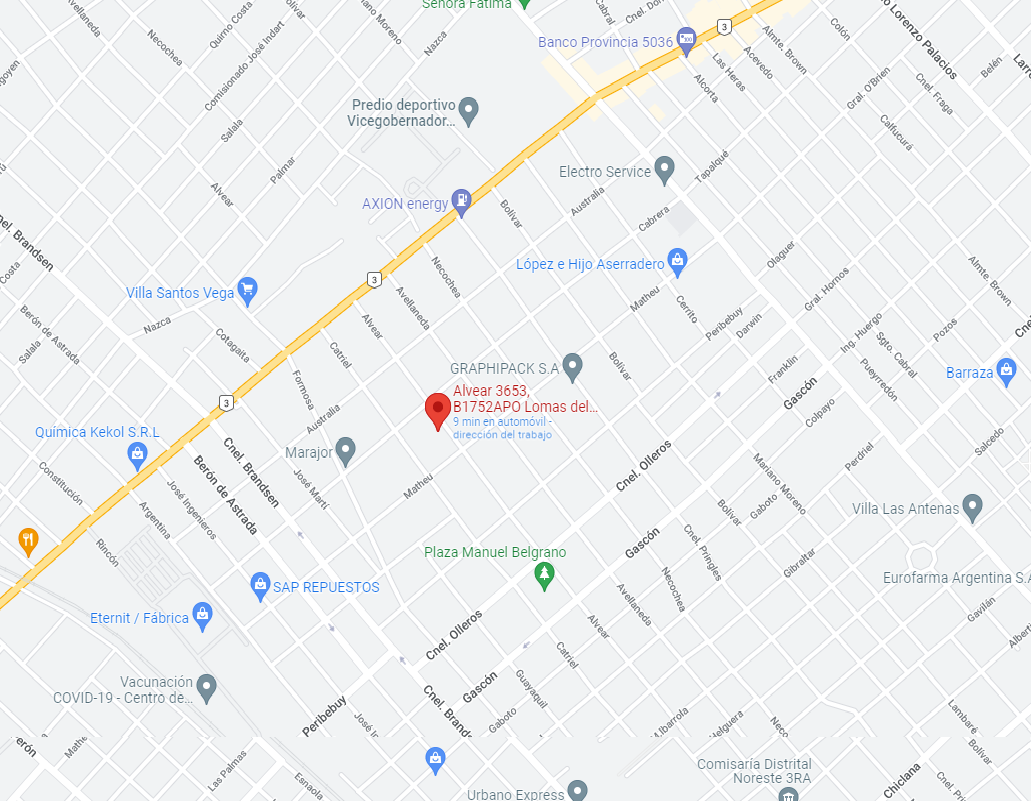 Señora Fátima
Cnel. Don
Cabral
Avellaneda
Quirno Costa
Mariano Moreno
Necochea
Comisionado José Indart
Nazca
3
Banco Provincia 5036
Las Heras
Acevedo
Almte. Brown
Colón
Lorenzo Palacios
Belén
Gral. O'Brien
Cnel. Fraga
Alcorta
Calfucurá
Predio deportivo
Vicegobernador...
Salala
Palmar
Alvear
Electro Service
Tapalqué
AXION energy
Australia
Bolívar
Cabrera
Cnel. Brandsen
Costa
Olaguer
López e Hijo Aserradero
Necochea
Matheu
Gral. Hornos
Almte. Brown
3
Villa Santos Vega
Avellaneda
Cerrito
Peribebuy
Darwin
Nazca
Berón de Astrada
Salala
Cotagaita
Alvear
Catriel
Ing. Huergo
Sgto. Cabral
Pozos
GRAPHIPACK S.A
Bolívar
Franklin
Pueyrredón
Barraza
Formosa
Alvear 3653,
B1752APO Lomas del...
9 min en automóvil -
dirección del trabajo
Gascón
Colpayo
3
Australia
Química Kekol S.R.L
Marajor
Cnel. Brandsen
Berón de Astrada
Cnel. Olleros
Perdriel
Salcedo
Constitución
José Martí
Matheu
Mariano Moreno
Gaboto
José Ingenieros
Argentina
Bolívar
Villa Las Antenas
Rincón
Gascón
Cnel. Pringles
Plaza Manuel Belgrano
Gibraltar
Necochea
Eurofarma Argentina S.A
SAP REPUESTOS
Avellaneda
Eternit / Fábrica
Gavilán
Alvear
Cnel. Olleros
Catriel
Vacunación
COVID-19 - Centro de...
Guayaquil
Gascón
Peribebuy
José Ir
Cnel. Brand
Gaboto
Albarrola
Helguera
Lambaré
Bolívar
Las Palmas
Esnaola
Comisaría Distrital
Noreste 3RA
Chiclana
Cnel. Pri
Urbano Express